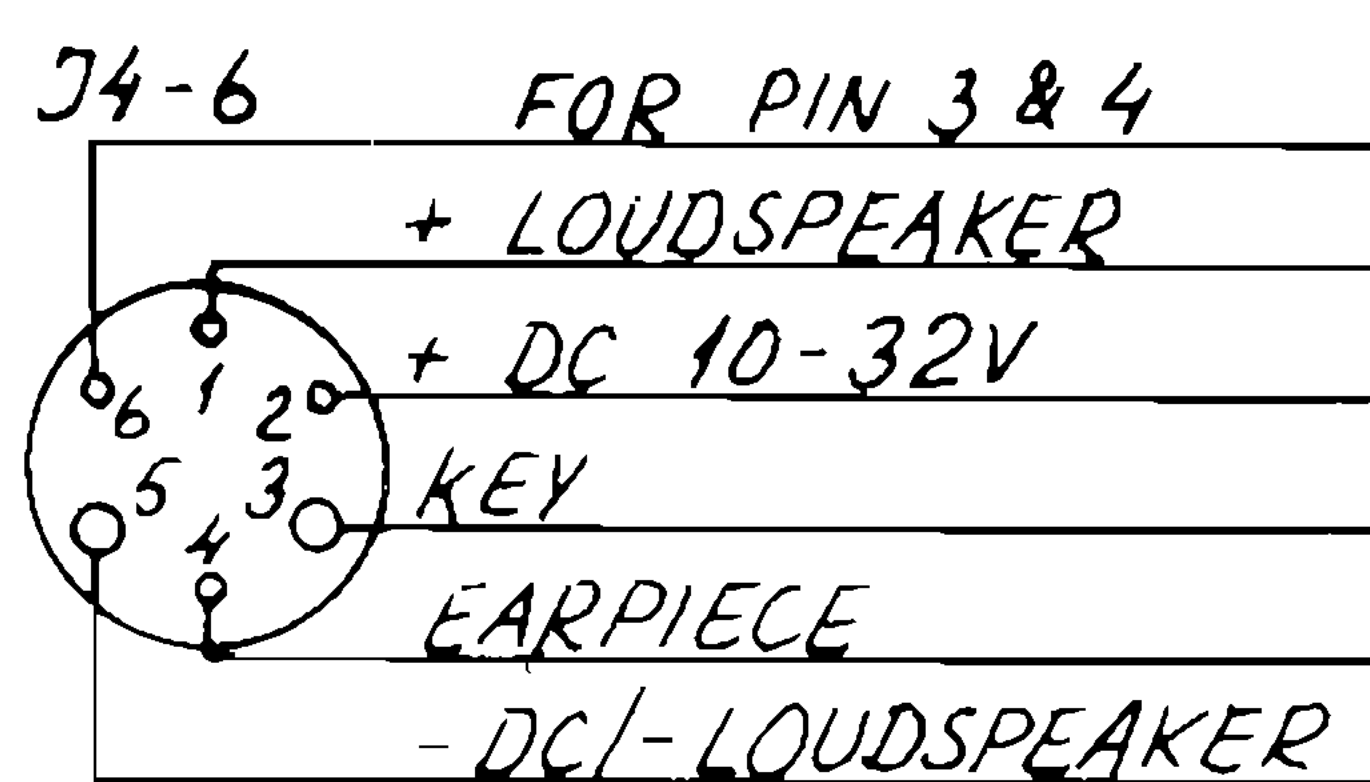 J4-6 FOR PIN 3 & 4
+ LOUDSPEAKER
+ DC 10-32V
1
6 2
KEY
5 3
4
EARPIECE
- DC/-LOUDSPEAKER